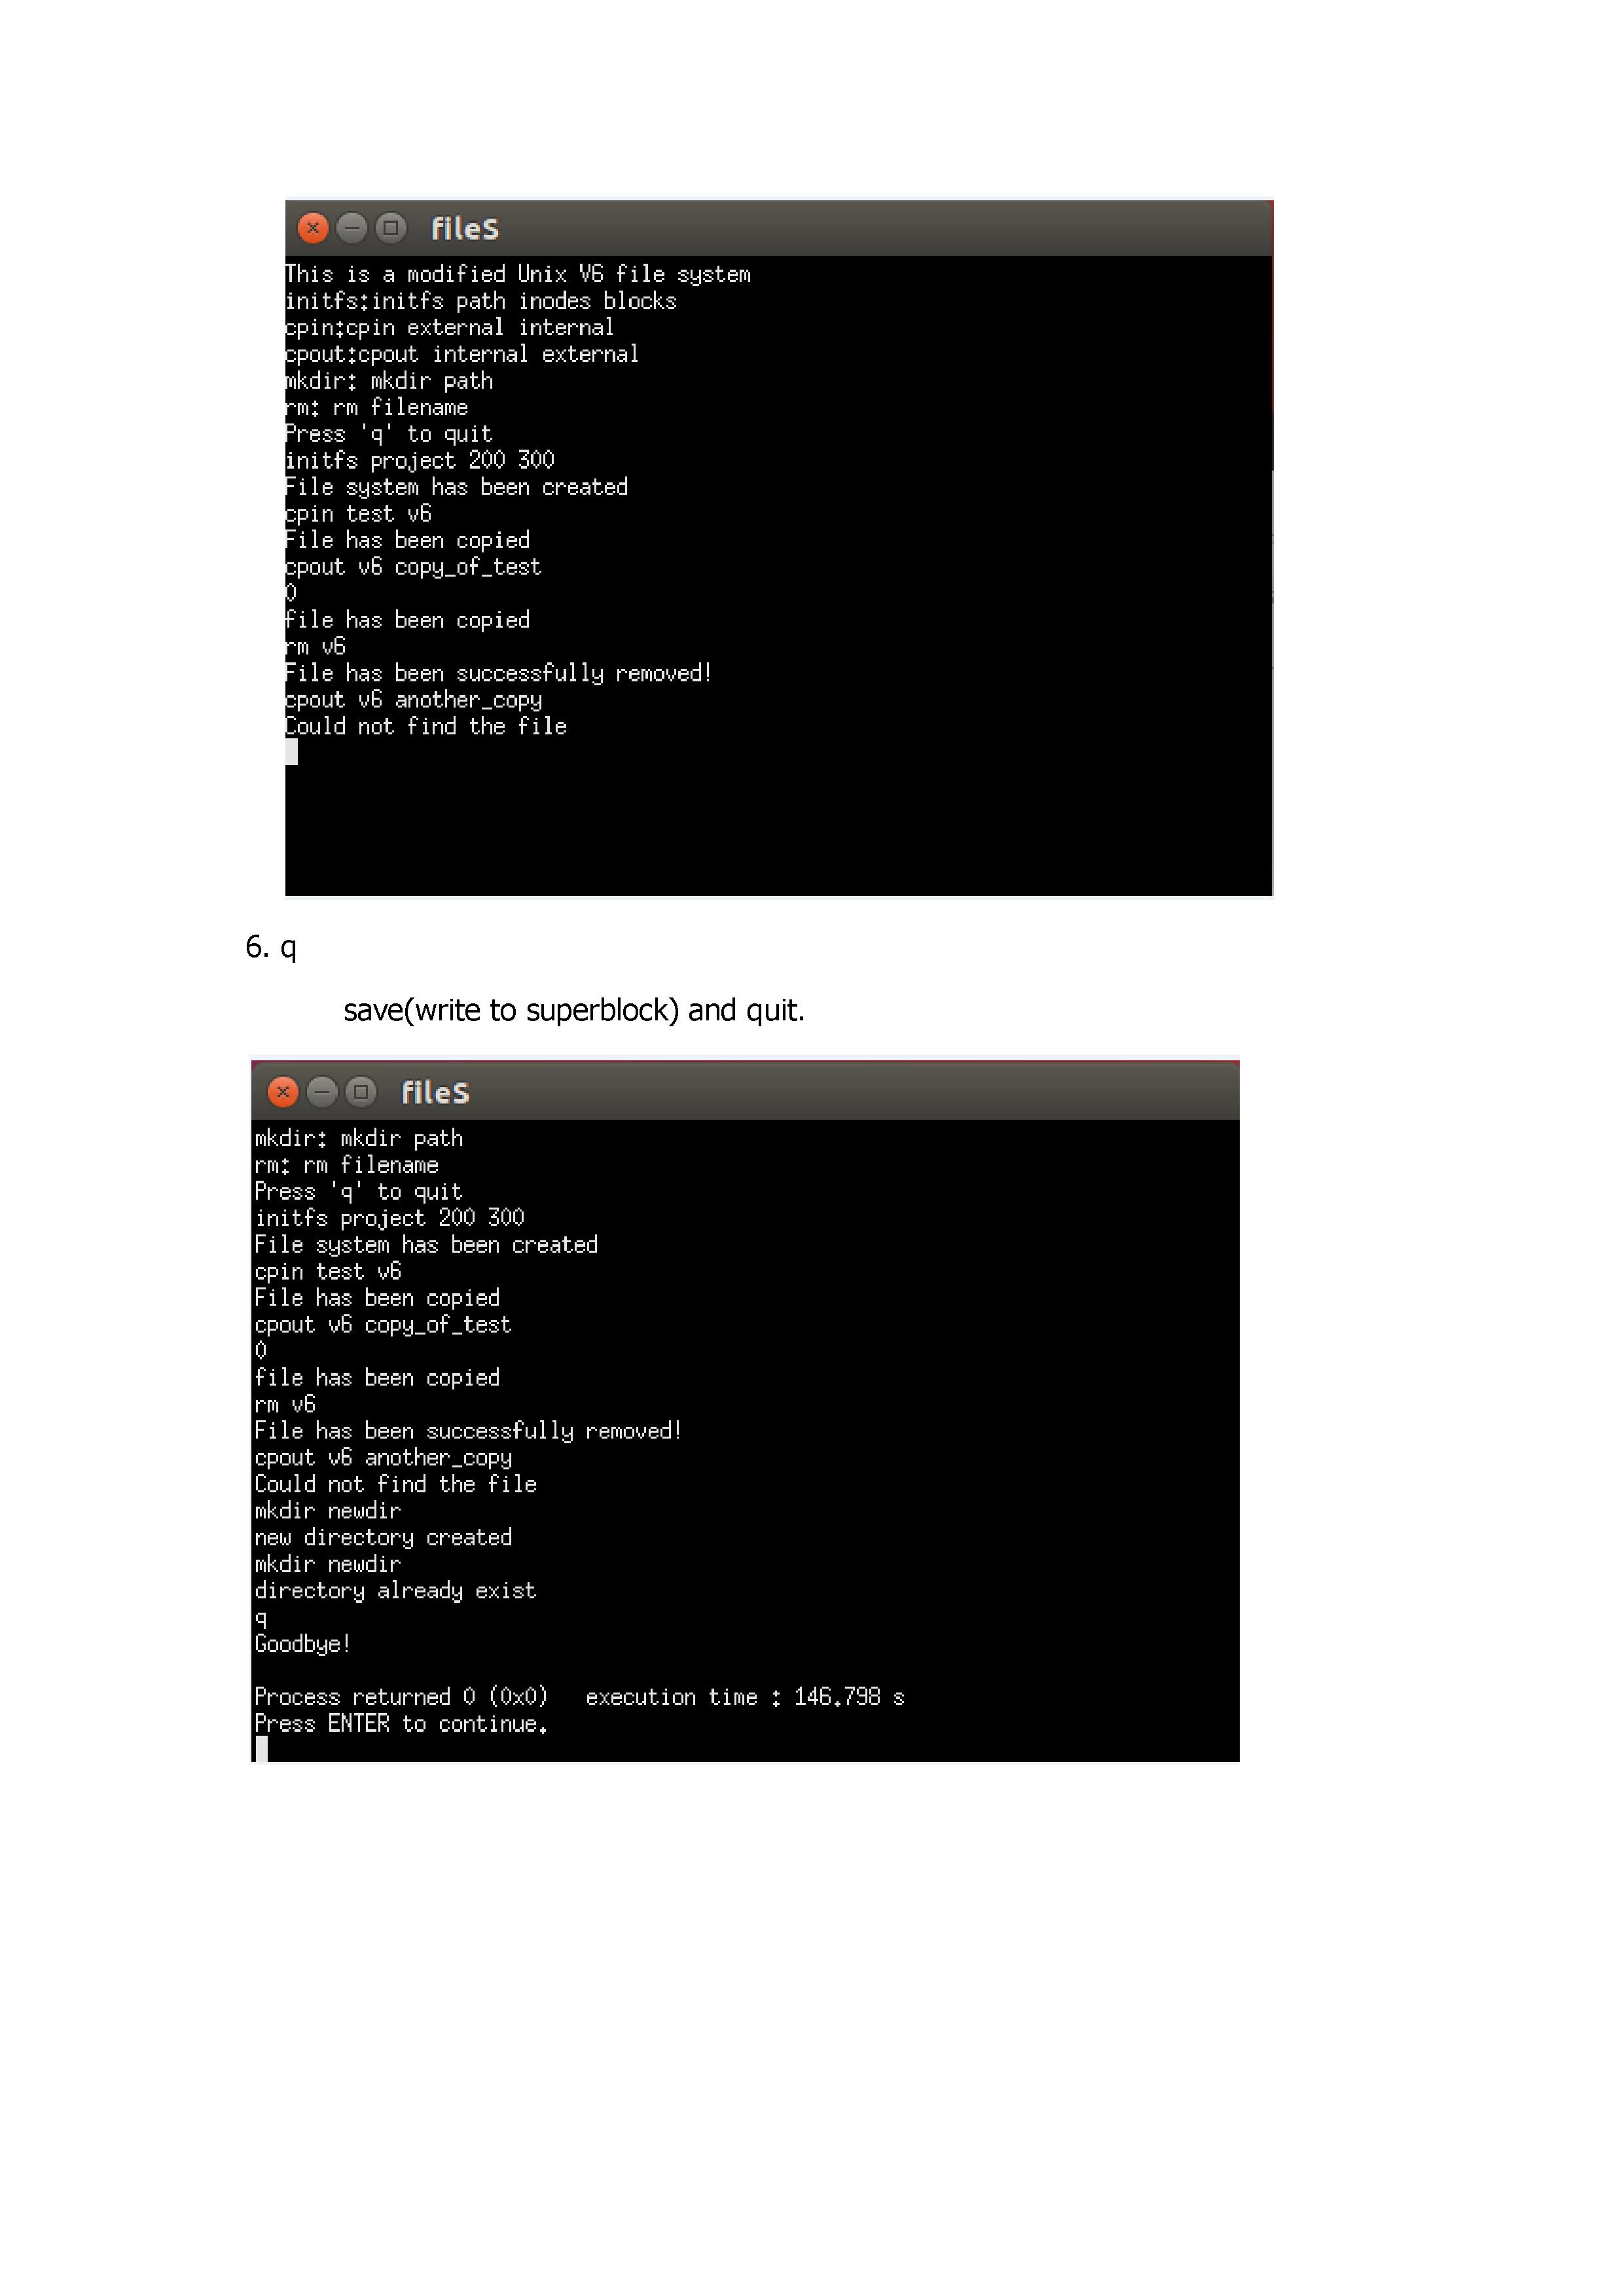 fileS
This is a modified Unix V6 file system
initfs:initfs path inodes blocks
cpin:cpin external internal
cpout:cpout internal external
mkdir: mkdir path
rm: rm filename
Press 'q' to quit
initfs project 200 300
File system has been created
cpin test v6
File has been copied
cpout v6 copy_of_test
0
file has been copied
rm v6
File has been successfully removed!
cpout v6 another_copy
Could not find the file
6. q
save(write to superblock) and quit.
fileS
mkdir: mkdir path
rm: rm filename
Press 'q' to quit
initfs project 200 300
File system has been created
cpin test v6
File has been copied
cpout v6 copy_of_test
0
file has been copied
rm v6
File has been successfully removed!
cpout v6 another_copy
Could not find the file
mkdir newdir
new directory created
mkdir newdir
directory already exist
q
Goodbye!
Process returned 0 (0x0)   execution time : 146.798 s
Press ENTER to continue.